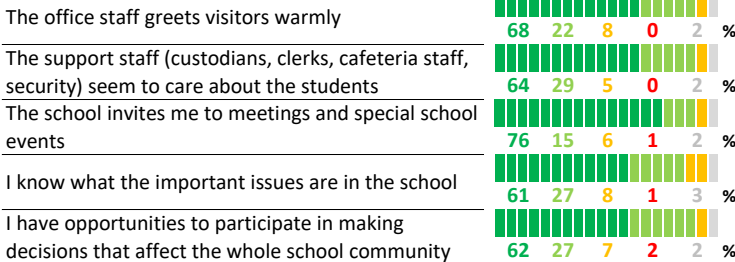 The office staff greets visitors warmly
68 22 8 0 2 %
The support staff (custodians, clerks, cafeteria staff,
security) seem to care about the students
64 29 5 0 2 %
The school invites me to meetings and special school
events
76 15 6 1 2 %
I know what the important issues are in the school
61 27 8 1 3 %
I have opportunities to participate in making
decisions that affect the whole school community
62 27 7 2 2 %